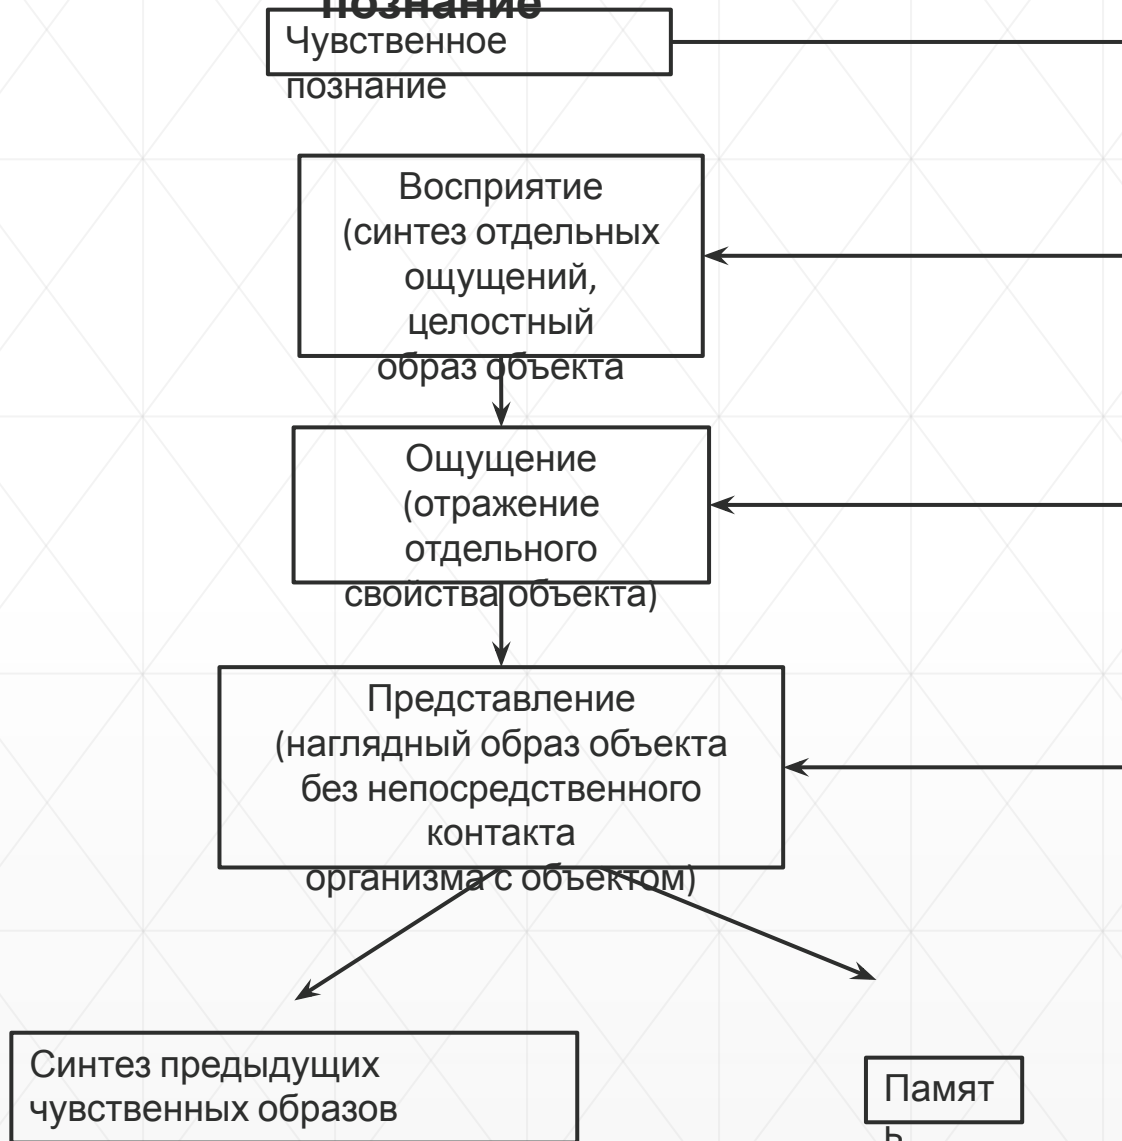 познание
Чувственное
познание
Восприятие
(синтез отдельных
ощущений,
целостный
образ объекта
Ощущение
(отражение
отдельного
свойства объекта)
Представление
(наглядный образ объекта
без непосредственного
контакта
организма с объектом)
Синтез предыдущих
чувственных образов
Памят
ь